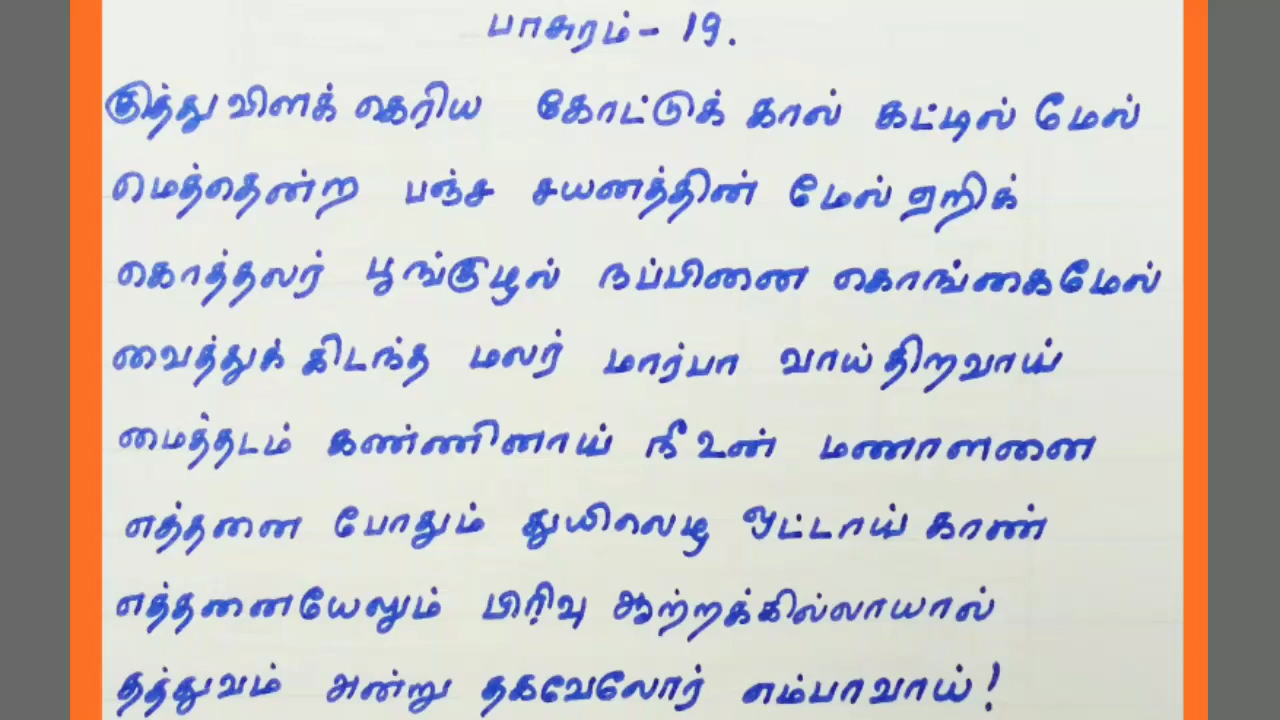 பாசுரம் - 19.
குத்து விளக் கெரிய கோட்டுக் கால் கட்டில் மேல்
மெத்தென்ற பஞ்ச சயனத்தின் மேல் ஏறிக்
கொத்தலர் பூங்குழல் நப்பினை கொங்கைமேல்
வைத்துக் கிடந்த மலர் மார்பா வாய் திறவாய்
மைத்தடம் கண்ணினாய் நீ உன் மணாளனை
எத்தனை போதும் துயிலெழ ஒட்டாய் காண்
எத்தனையேலும் பிரிவு ஆற்றக்கில்லாயால்
தத்துவம் அன்று தகவேலோர் எம்பாவாய்!